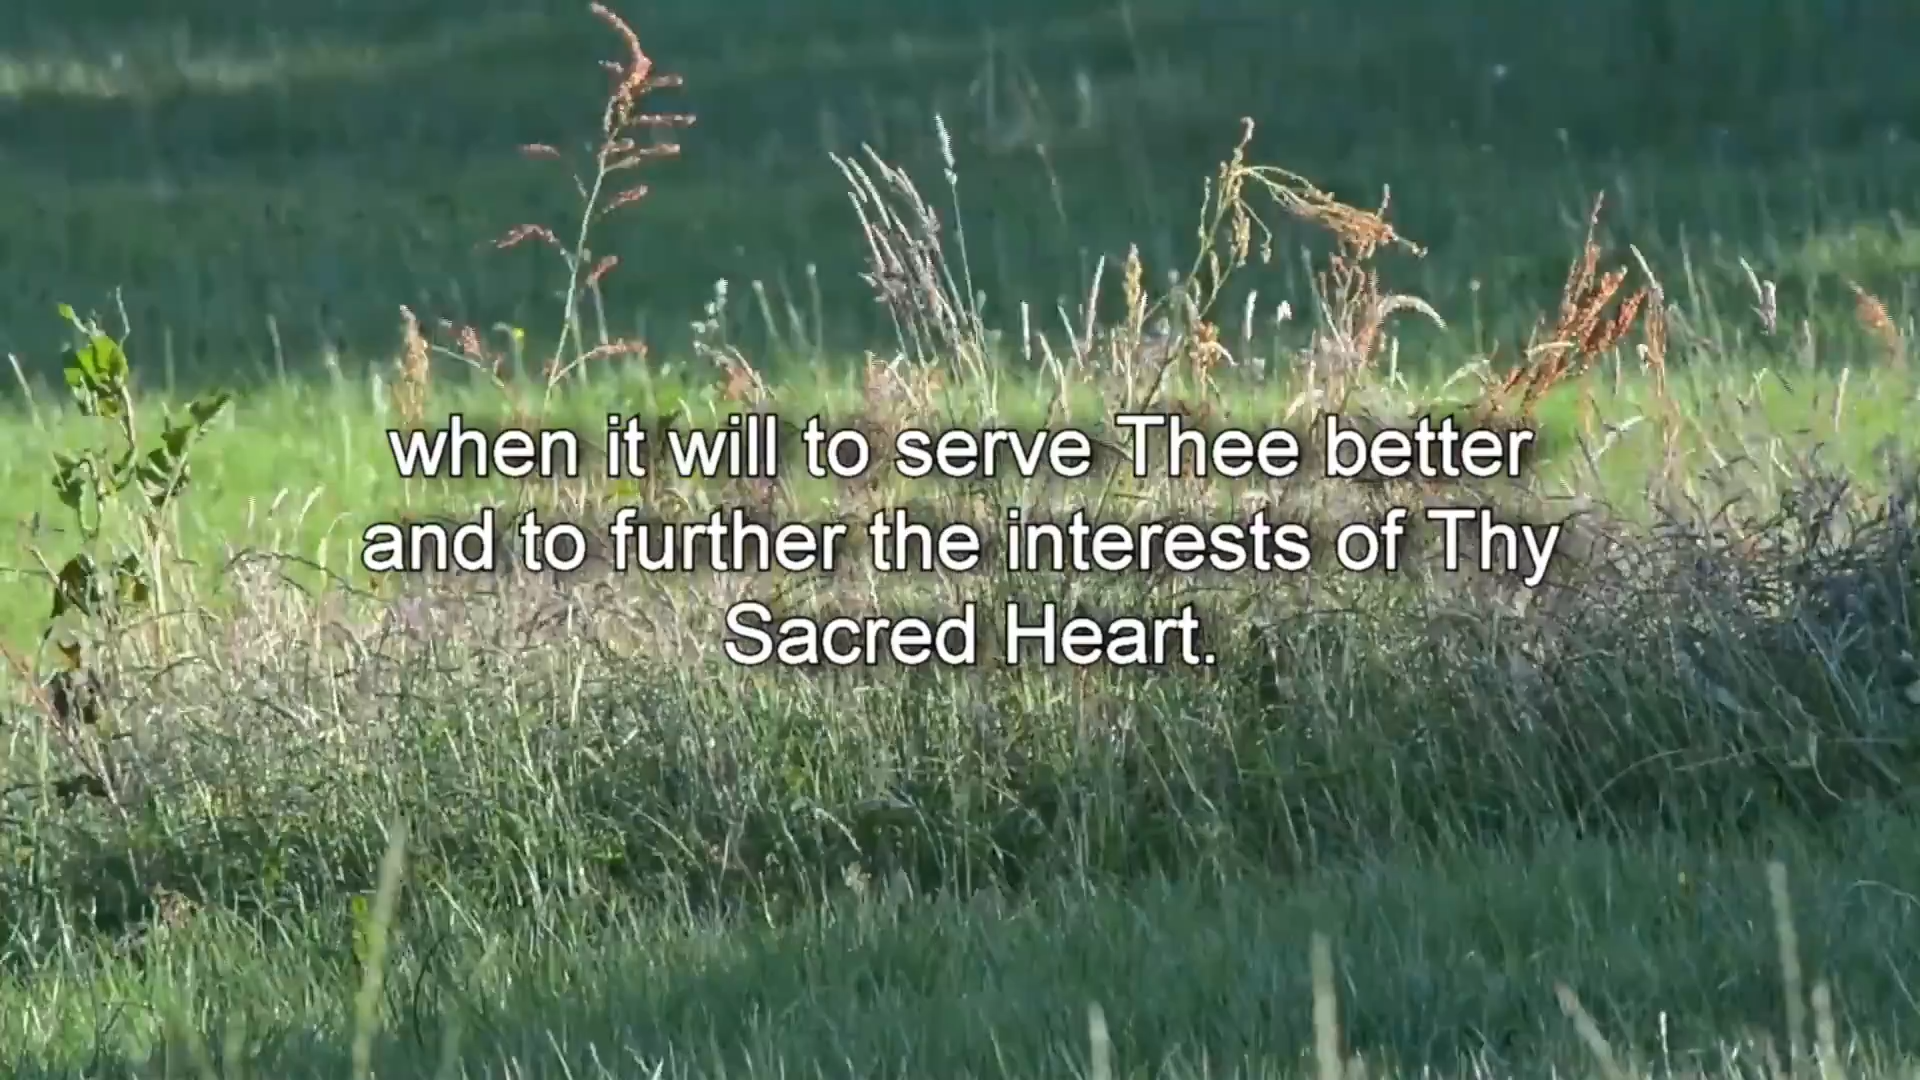 when it will to serve Thee better
and to further the interests of Thy
Sacred Heart.